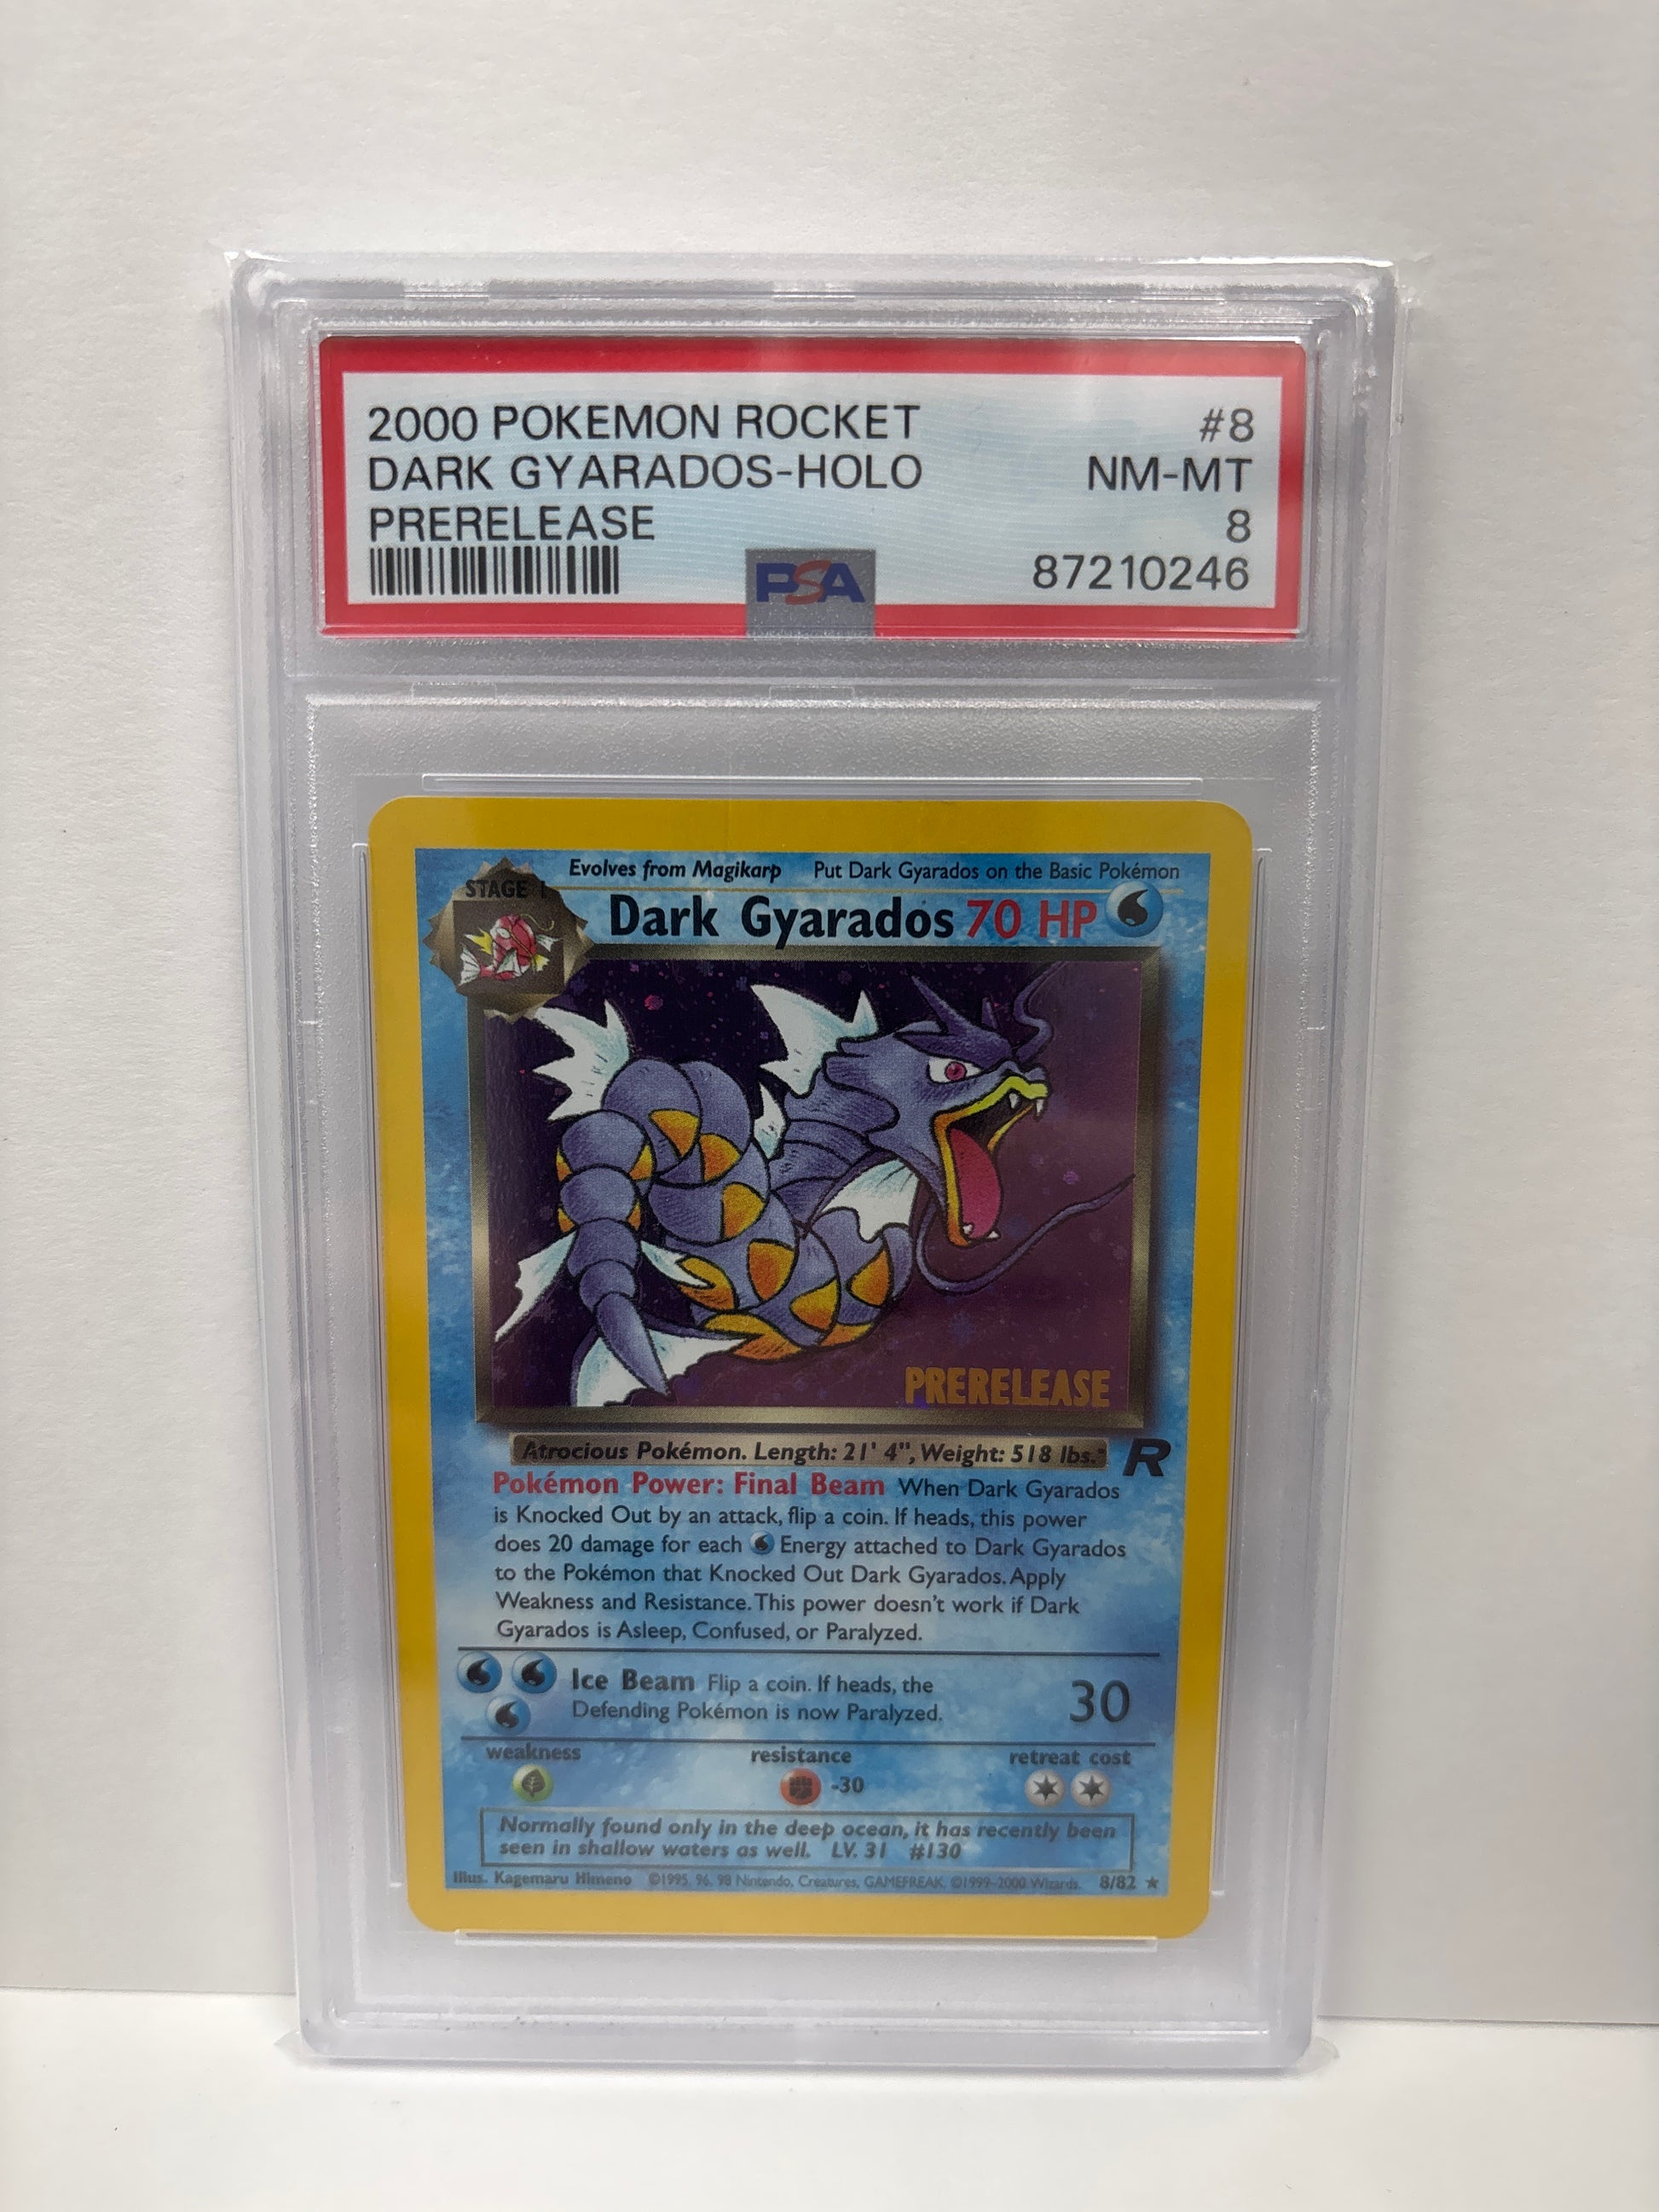 2000 POKEMON ROCKET #8
DARK GYARADOS-HOLO NM-MT
PRERELEASE 8
PSA 87210246
Evolves from Magikarp Put Dark Gyarados on the Basic Pokémon
STAGE 1
Dark Gyarados 70 HP
PRERELEASE
Atrocious Pokémon. Length: 21' 4", Weight: 518 lbs.
R
Pokémon Power: Final Beam When Dark Gyarados
is Knocked Out by an attack, flip a coin. If heads, this power
does 20 damage for each Energy attached to Dark Gyarados
to the Pokémon that Knocked Out Dark Gyarados. Apply
Weakness and Resistance. This power doesn't work if Dark
Gyarados is Asleep, Confused, or Paralyzed.
Ice Beam Flip a coin. If heads, the
Defending Pokémon is now Paralyzed. 30
weakness resistance retreat cost
-30
Normally found only in the deep ocean, it has recently been
seen in shallow waters as well. LV. 31 #130
Illus. Kagemaru Himeno ©1995, 96, 98 Nintendo, Creatures, GAMEFREAK. ©1999-2000 Wizards. 8/82 ★